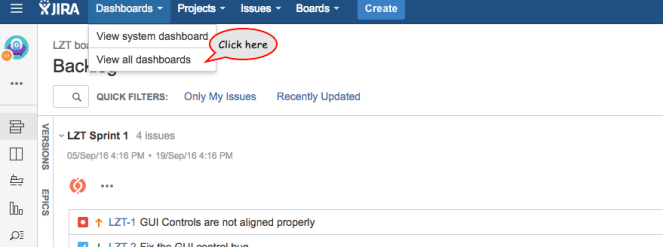 JIRA Dashboards Projects Issues Boards Create
View system dashboard
Click here
LZT boa
View all dashboards
Backlog
QUICK FILTERS: Only My Issues Recently Updated
VERSIONS
LZT Sprint 1 4 issues
05/Sep/16 4:16 PM • 19/Sep/16 4:16 PM
EPICS
LZT-1 GUI Controls are not aligned properly
LZT-2 Fix the GUI control bug